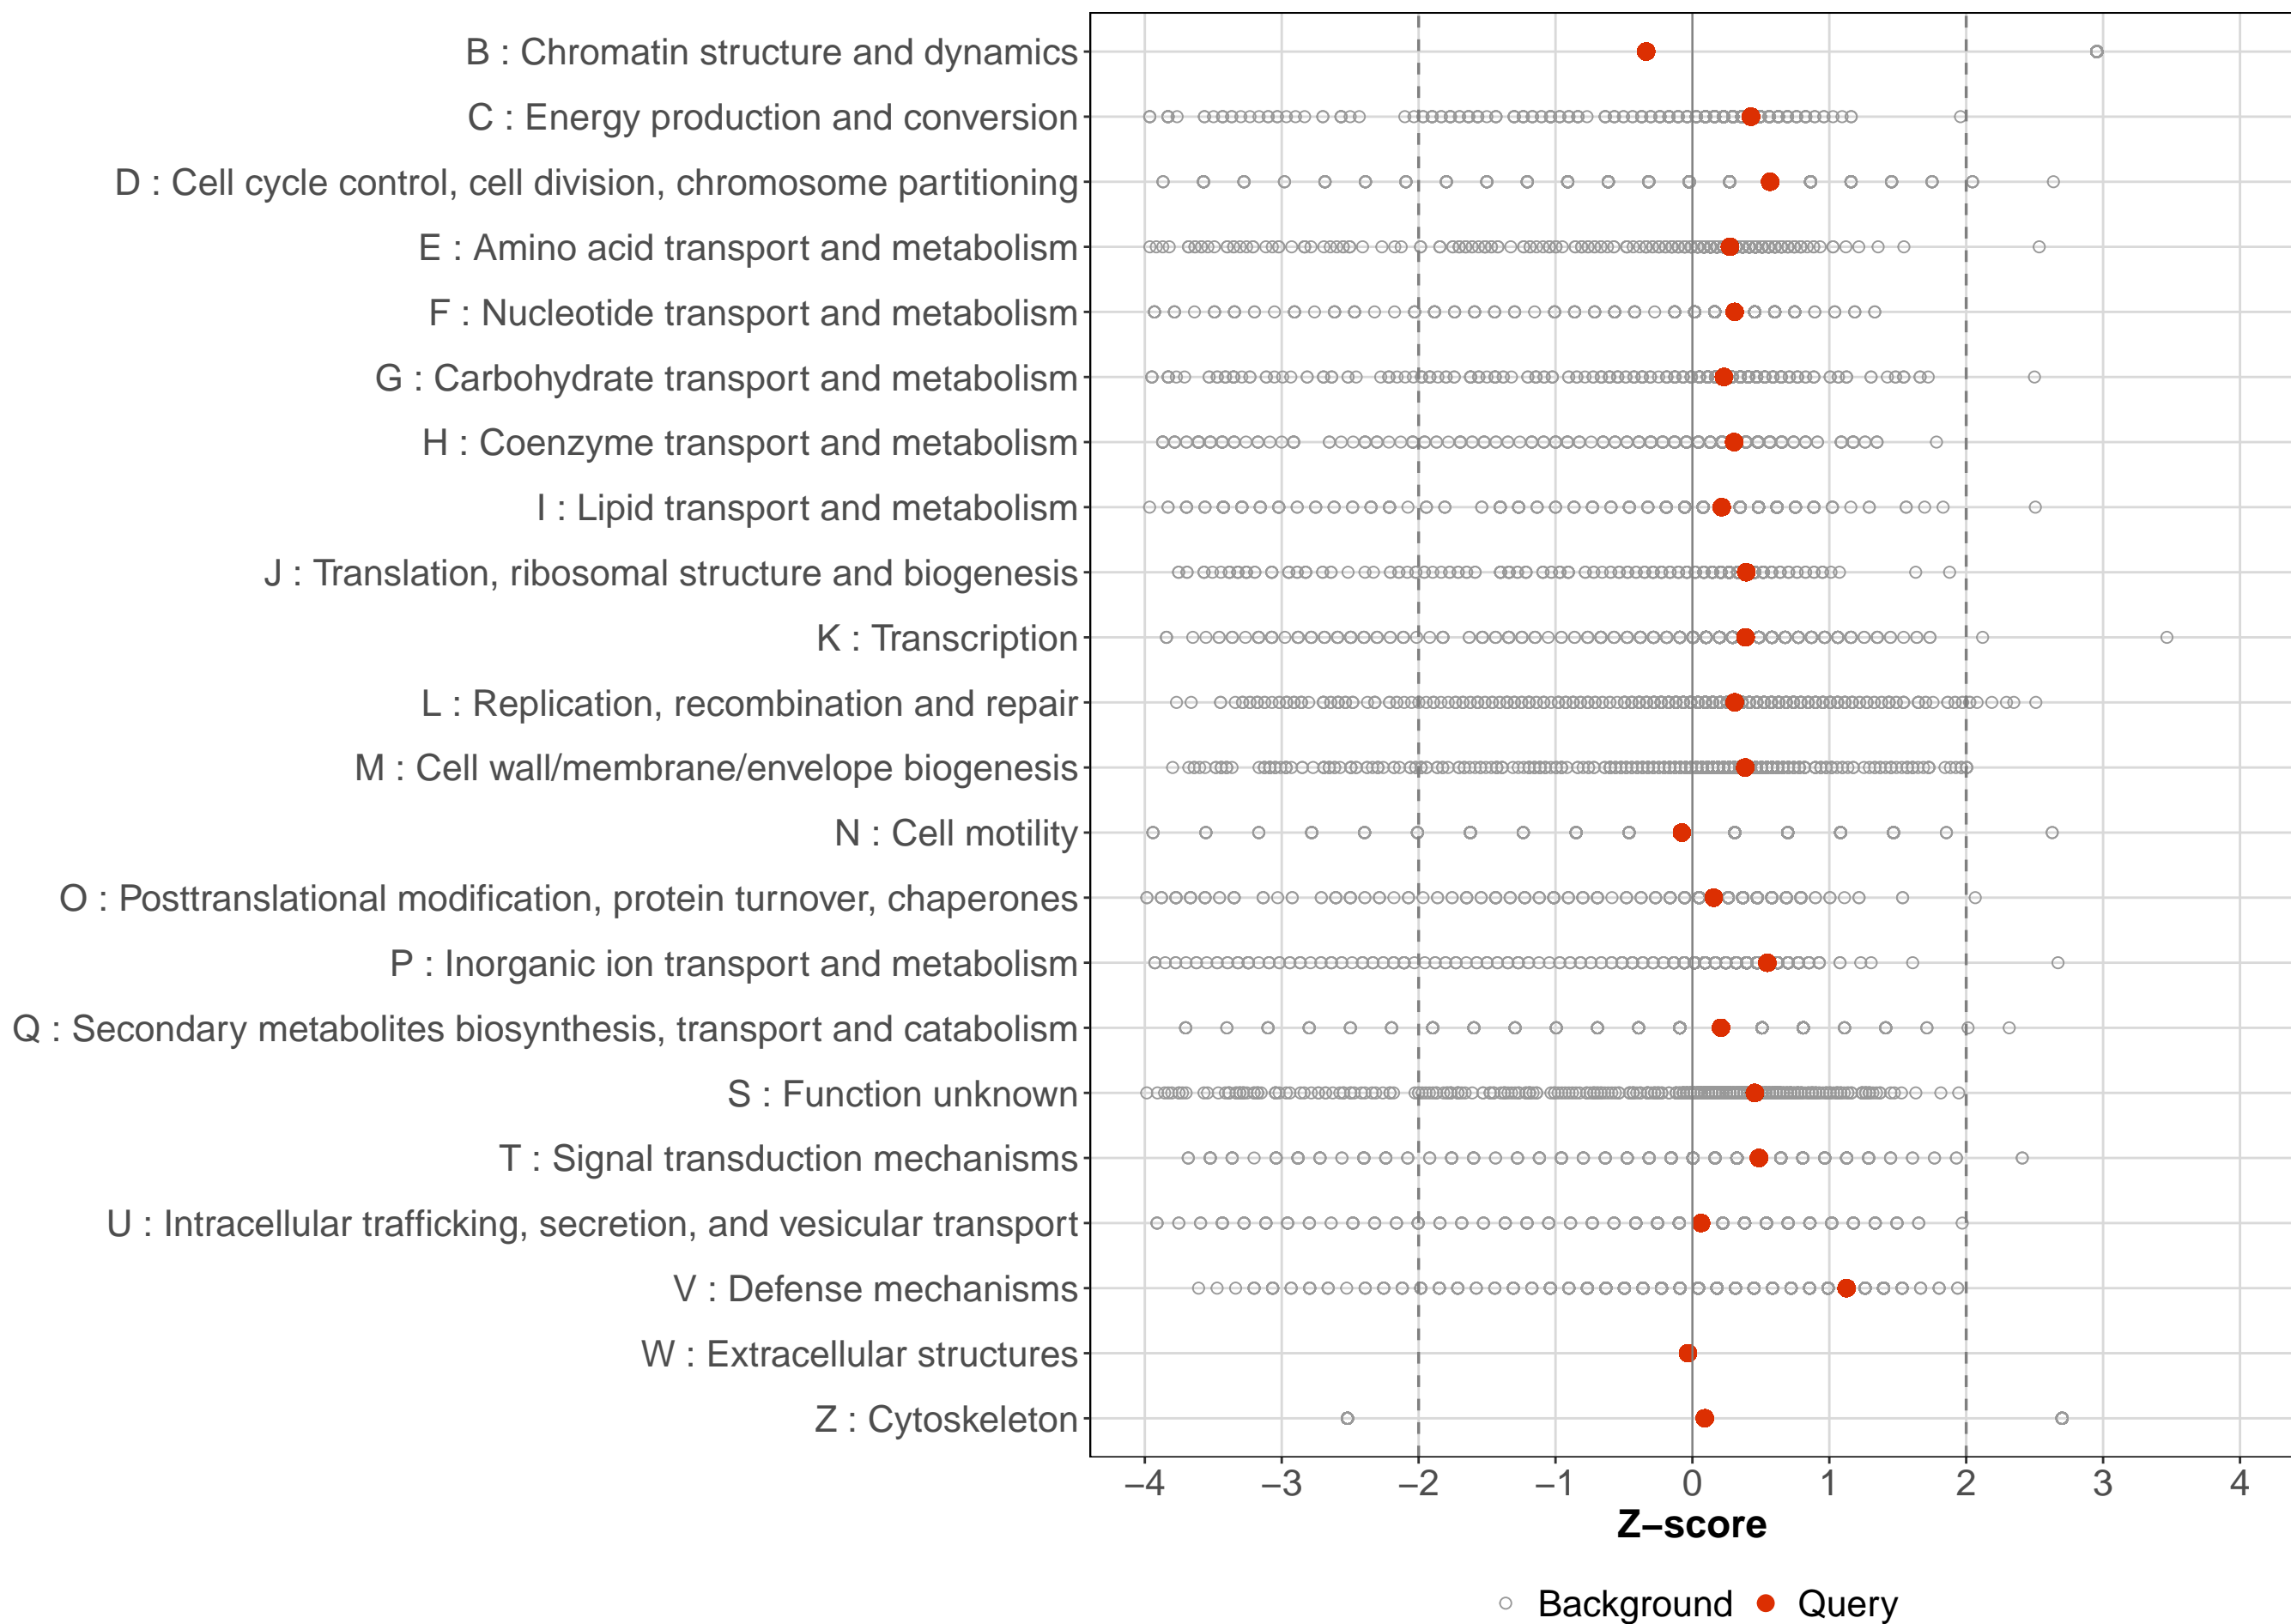 B : Chromatin structure and dynamics
C : Energy production and conversion
D : Cell cycle control, cell division, chromosome partitioning
E : Amino acid transport and metabolism
F : Nucleotide transport and metabolism
G : Carbohydrate transport and metabolism
H : Coenzyme transport and metabolism
I : Lipid transport and metabolism
J : Translation, ribosomal structure and biogenesis
K : Transcription
L : Replication, recombination and repair
M : Cell wall/membrane/envelope biogenesis
N : Cell motility
O : Posttranslational modification, protein turnover, chaperones
P : Inorganic ion transport and metabolism
Q : Secondary metabolites biosynthesis, transport and catabolism
S : Function unknown
T : Signal transduction mechanisms
U : Intracellular trafficking, secretion, and vesicular transport
V : Defense mechanisms
W : Extracellular structures
Z : Cytoskeleton
−4 −3 −2 −1 0 1 2 3 4
Z−score
Background Query